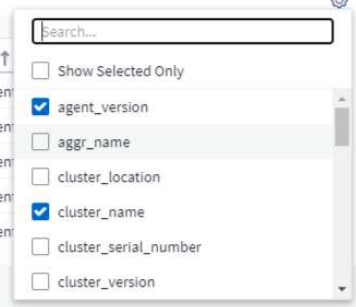 Search...
Show Selected Only
agent_version
aggr_name
cluster_location
cluster_name
cluster_serial_number
cluster_version